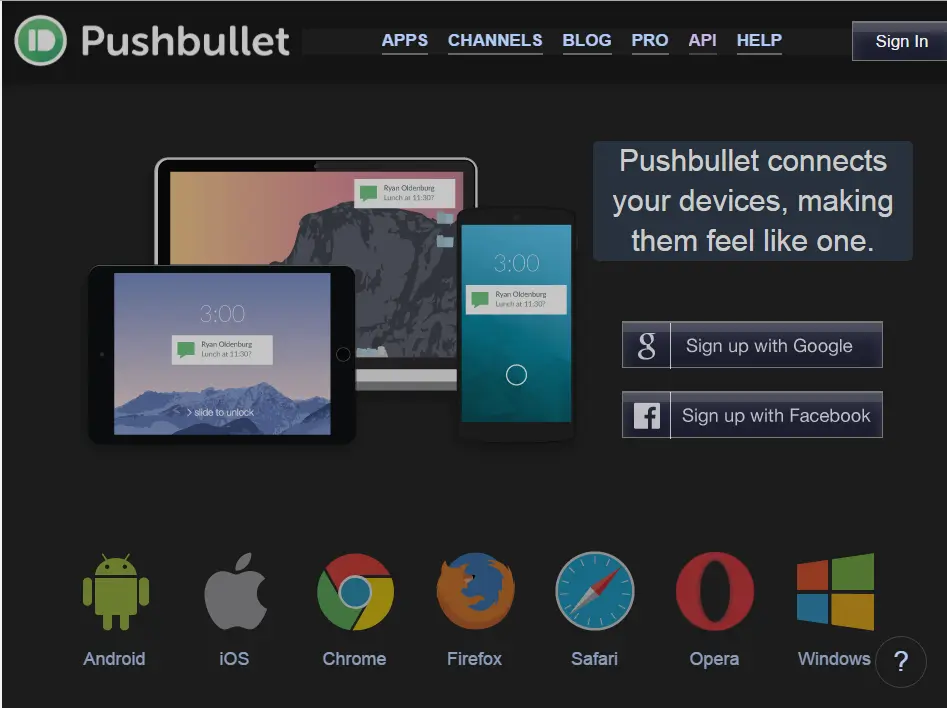 Pushbullet
APPS CHANNELS BLOG PRO API HELP
Sign In
Pushbullet connects
your devices, making
them feel like one.
Ryan Oldenburg
Lunch at 11:30?
3:00
Ryan Oldenburg
Lunch at 11:30?
3:00
Ryan Oldenburg
Lunch at 11:30?
> slide to unlock
g Sign up with Google
f Sign up with Facebook
Android iOS Chrome Firefox Safari Opera Windows
?